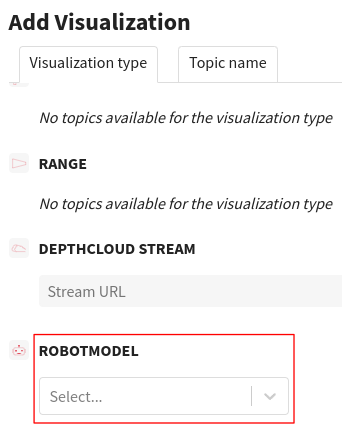 Add Visualization
Visualization type
Topic name
No topics available for the visualization type
RANGE
No topics available for the visualization type
DEPTHCLOUD STREAM
Stream URL
ROBOTMODEL
Select...